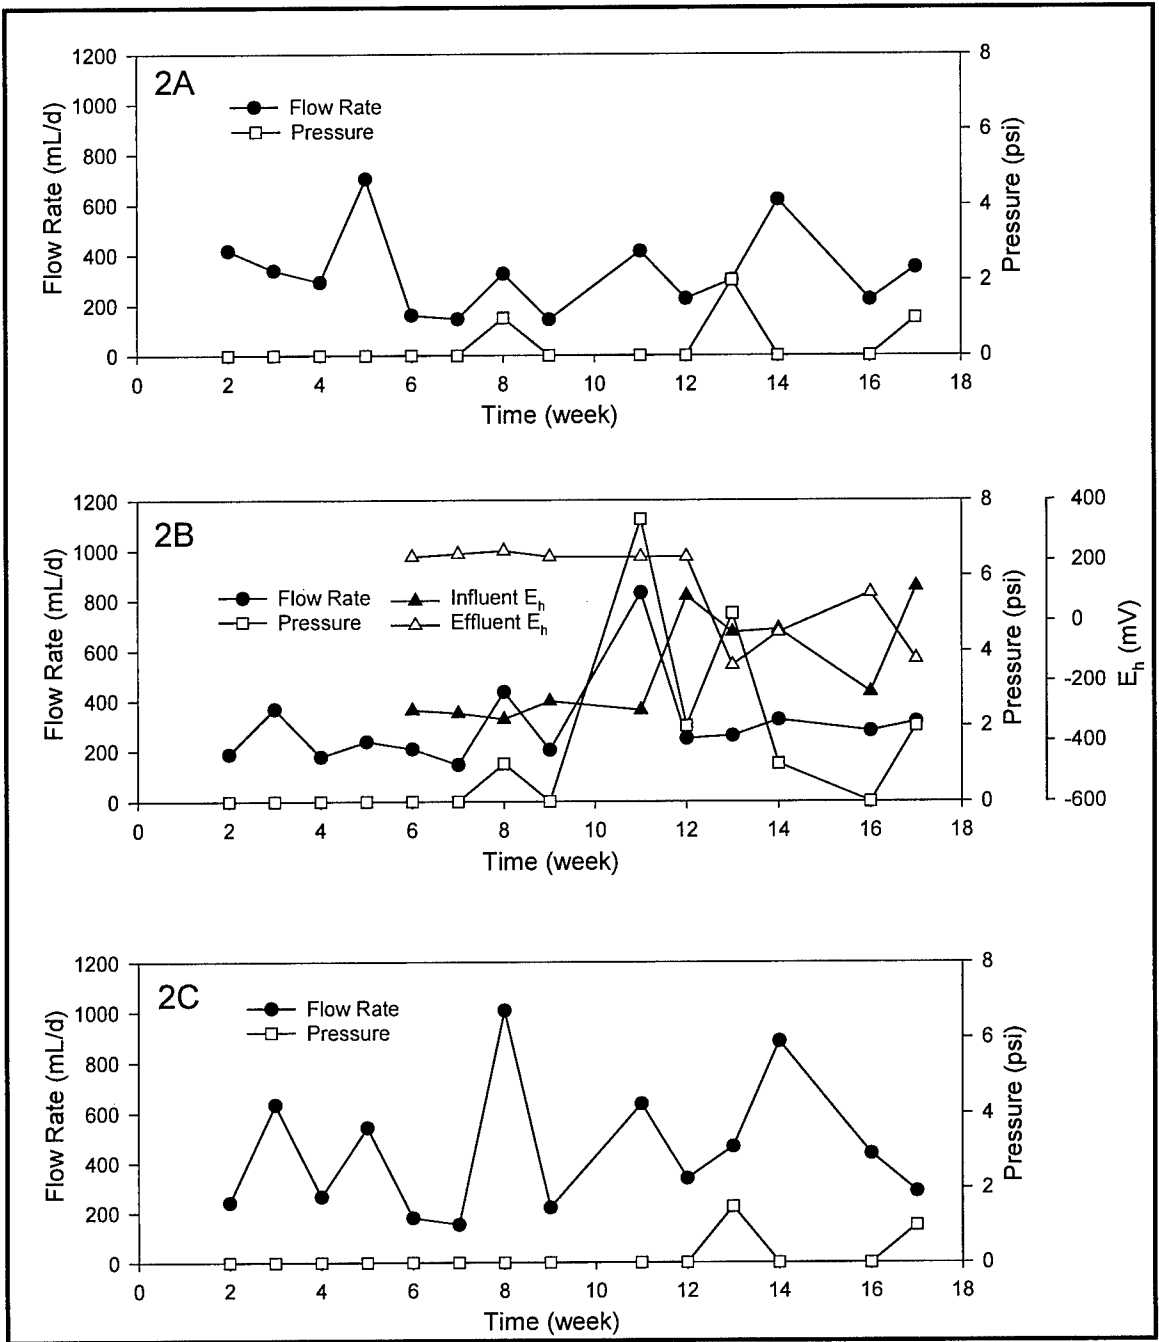 2A
Flow Rate
Pressure
1200
1000
800
600
400
200
0
Flow Rate (mL/d)
8
6
4
2
0
Pressure (psi)
0 2 4 6 8 10 12 14 16 18
Time (week)
2B
Flow Rate Influent Eh
Pressure Effluent Eh
1200
1000
800
600
400
200
0
Flow Rate (mL/d)
8
6
4
2
0
Pressure (psi)
400
200
0
-200
-400
-600
Eh (mV)
0 2 4 6 8 10 12 14 16 18
Time (week)
2C
Flow Rate
Pressure
1200
1000
800
600
400
200
0
Flow Rate (mL/d)
8
6
4
2
0
Pressure (psi)
0 2 4 6 8 10 12 14 16 18
Time (week)